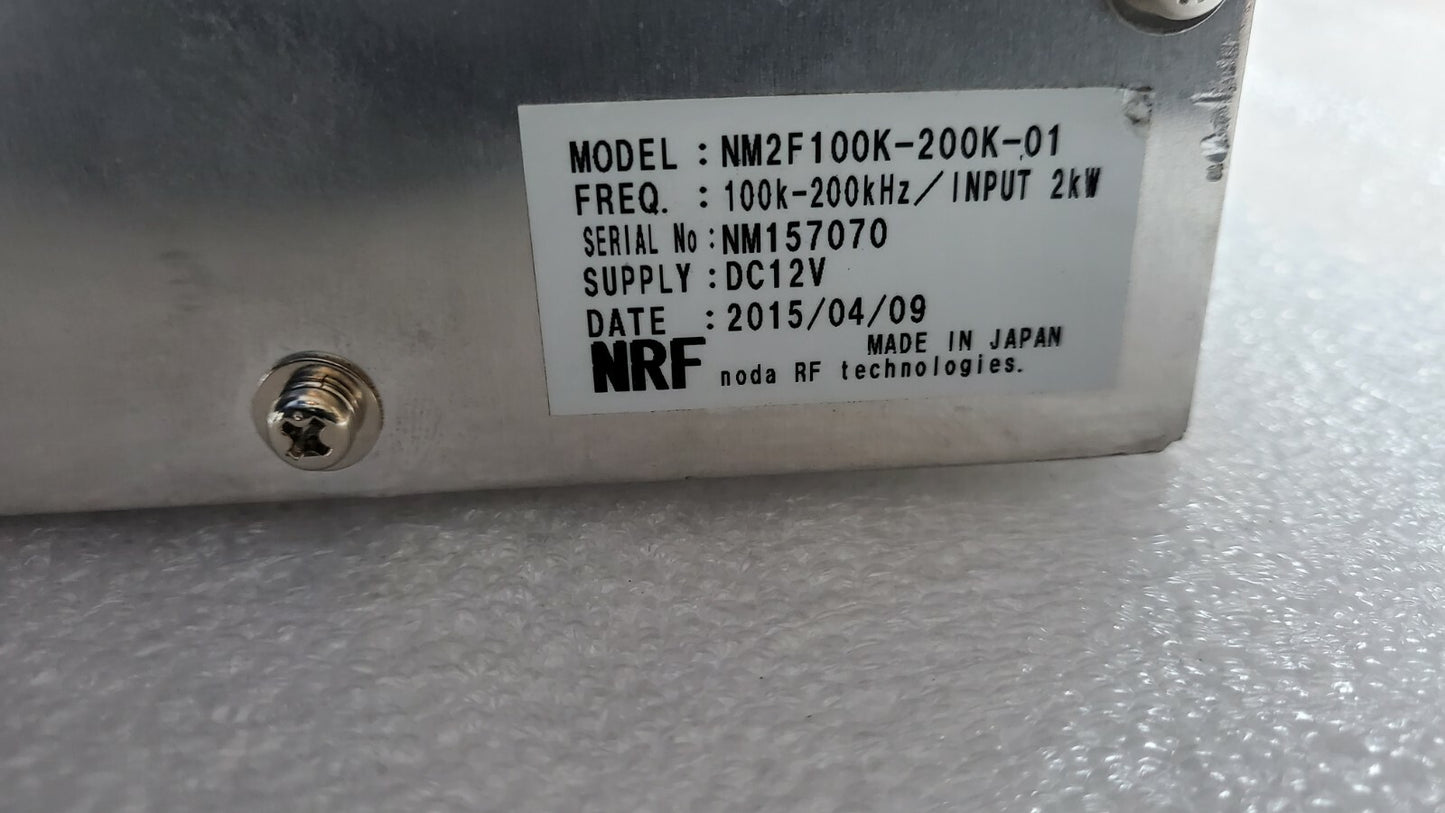 MODEL : NM2F100K-200K-01
FREQ. : 100k-200kHz/INPUT 2kW
SERIAL No : NM157070
SUPPLY : DC12V
DATE : 2015/04/09
MADE IN JAPAN
NRF noda RF technologies.